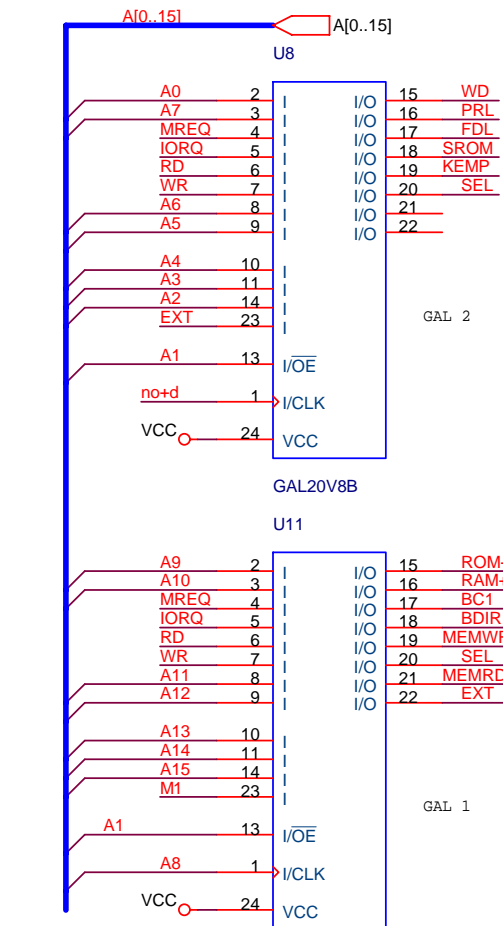 A[0..15]
A[0..15]
U8
A0 2 I I/O 15 WD
A7 3 I I/O 16 PRL
MREQ 4 I I/O 17 FDL
IORQ 5 I I/O 18 SROM
RD 6 I I/O 19 KEMP
WR 7 I I/O 20 SEL
A6 8 I I/O 21
A5 9 I I/O 22
A4 10 I
A3 11 I
A2 14 I
EXT 23 I
GAL 2
A1 13 I/OE
no+d 1 I/CLK
VCC 24 VCC
GAL20V8B
U11
A9 2 I I/O 15 ROM
A10 3 I I/O 16 RAM
MREQ 4 I I/O 17 BC1
IORQ 5 I I/O 18 BDIR
RD 6 I I/O 19 MEMWR
WR 7 I I/O 20 SEL
A11 8 I I/O 21 MEMRD
A12 9 I I/O 22 EXT
A13 10 I
A14 11 I
A15 14 I
M1 23 I
GAL 1
A1 13 I/OE
A8 1 I/CLK
VCC 24 VCC